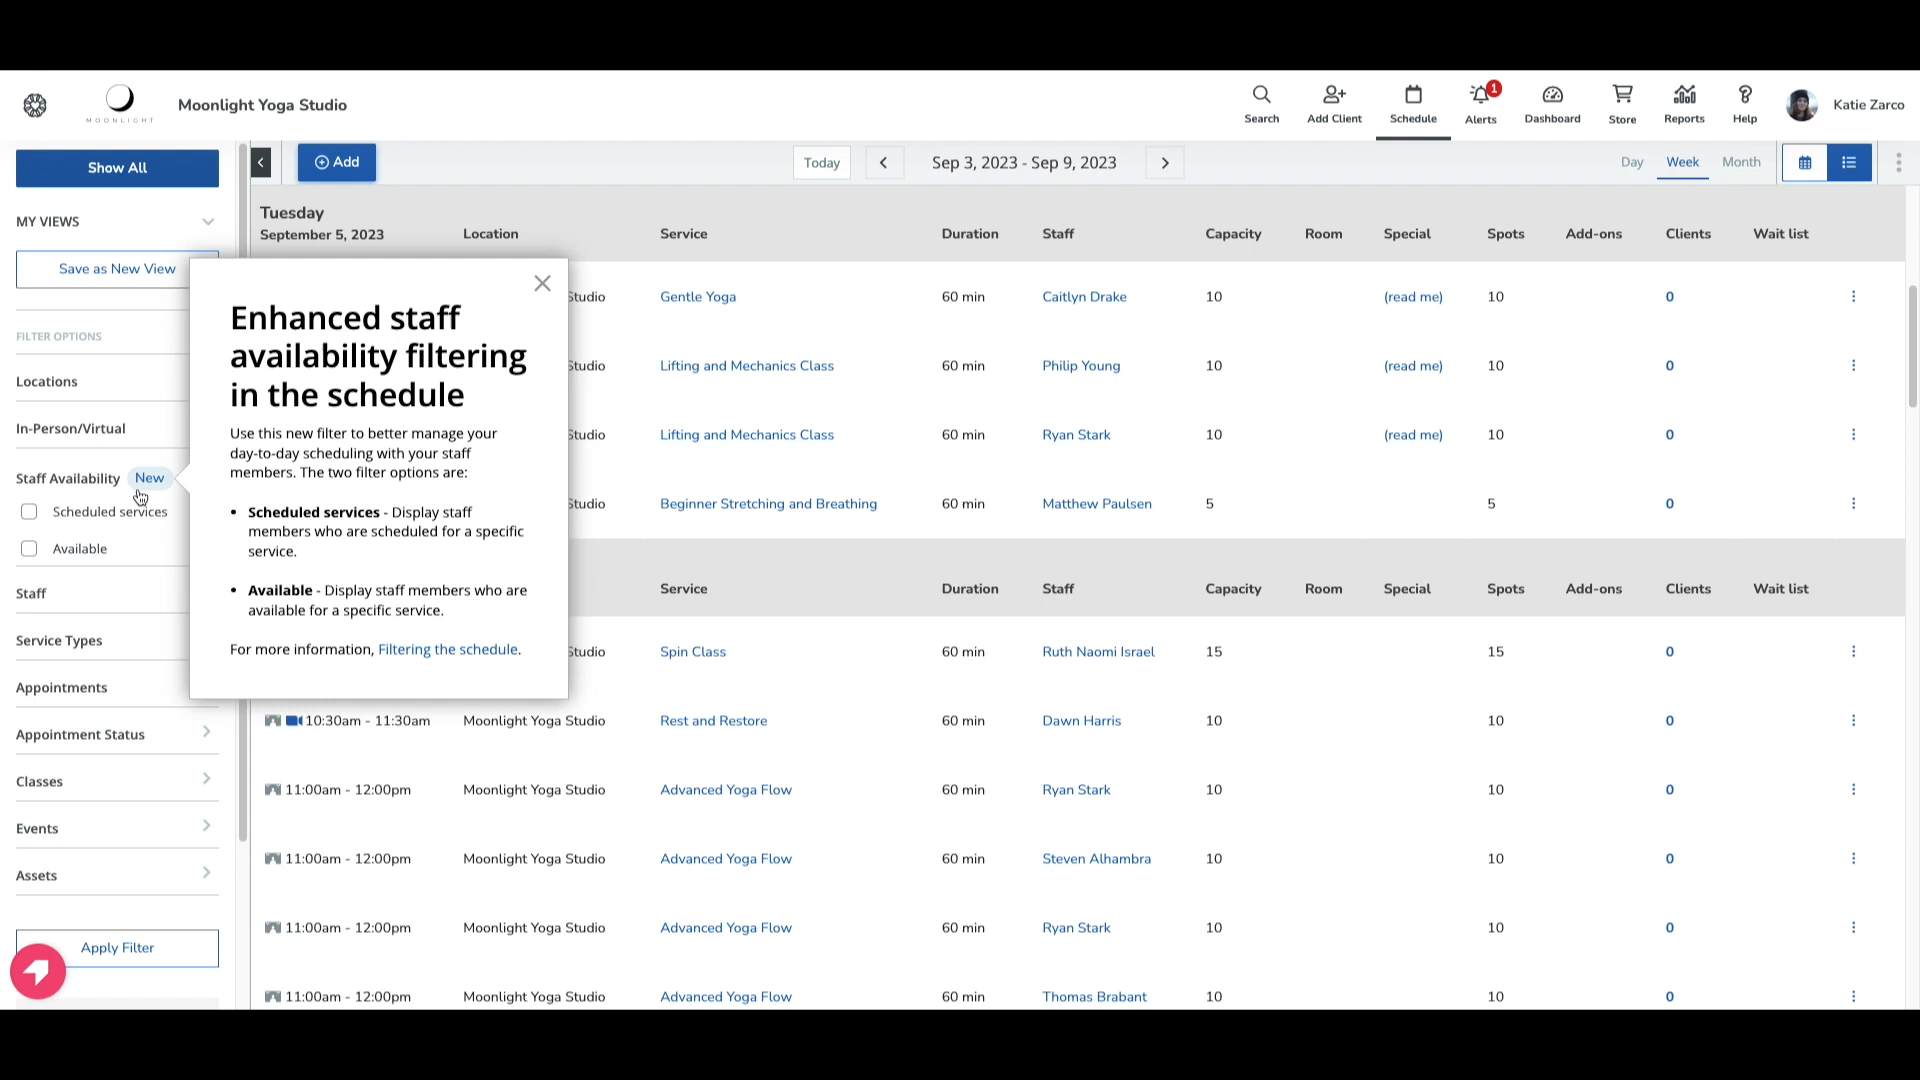 MOONLIGHT
Moonlight Yoga Studio
Search
Add Client
Schedule
1
Alerts
Dashboard
Store
Reports
Help
Katie Zarco
Show All
MY VIEWS
Save as New View
FILTER OPTIONS
Locations
In-Person/Virtual
Staff Availability New
Scheduled services
Available
Staff
Service Types
Appointments
Appointment Status
Classes
Events
Assets
Apply Filter
Add
Today
Sep 3, 2023 - Sep 9, 2023
Day Week Month
Enhanced staff
availability filtering
in the schedule
Use this new filter to better manage your
day-to-day scheduling with your staff
members. The two filter options are:
• Scheduled services - Display staff
members who are scheduled for a specific
service.
• Available - Display staff members who are
available for a specific service.
For more information, Filtering the schedule.
Tuesday
September 5, 2023 Location Service Duration Staff Capacity Room Special Spots Add-ons Clients Wait list
Studio Gentle Yoga 60 min Caitlyn Drake 10 (read me) 10 0
Studio Lifting and Mechanics Class 60 min Philip Young 10 (read me) 10 0
Studio Lifting and Mechanics Class 60 min Ryan Stark 10 (read me) 10 0
Studio Beginner Stretching and Breathing 60 min Matthew Paulsen 5 5 0
Service Duration Staff Capacity Room Special Spots Add-ons Clients Wait list
Studio Spin Class 60 min Ruth Naomi Israel 15 15 0
10:30am - 11:30am Moonlight Yoga Studio Rest and Restore 60 min Dawn Harris 10 10 0
11:00am - 12:00pm Moonlight Yoga Studio Advanced Yoga Flow 60 min Ryan Stark 10 10 0
11:00am - 12:00pm Moonlight Yoga Studio Advanced Yoga Flow 60 min Steven Alhambra 10 10 0
11:00am - 12:00pm Moonlight Yoga Studio Advanced Yoga Flow 60 min Ryan Stark 10 10 0
11:00am - 12:00pm Moonlight Yoga Studio Advanced Yoga Flow 60 min Thomas Brabant 10 10 0